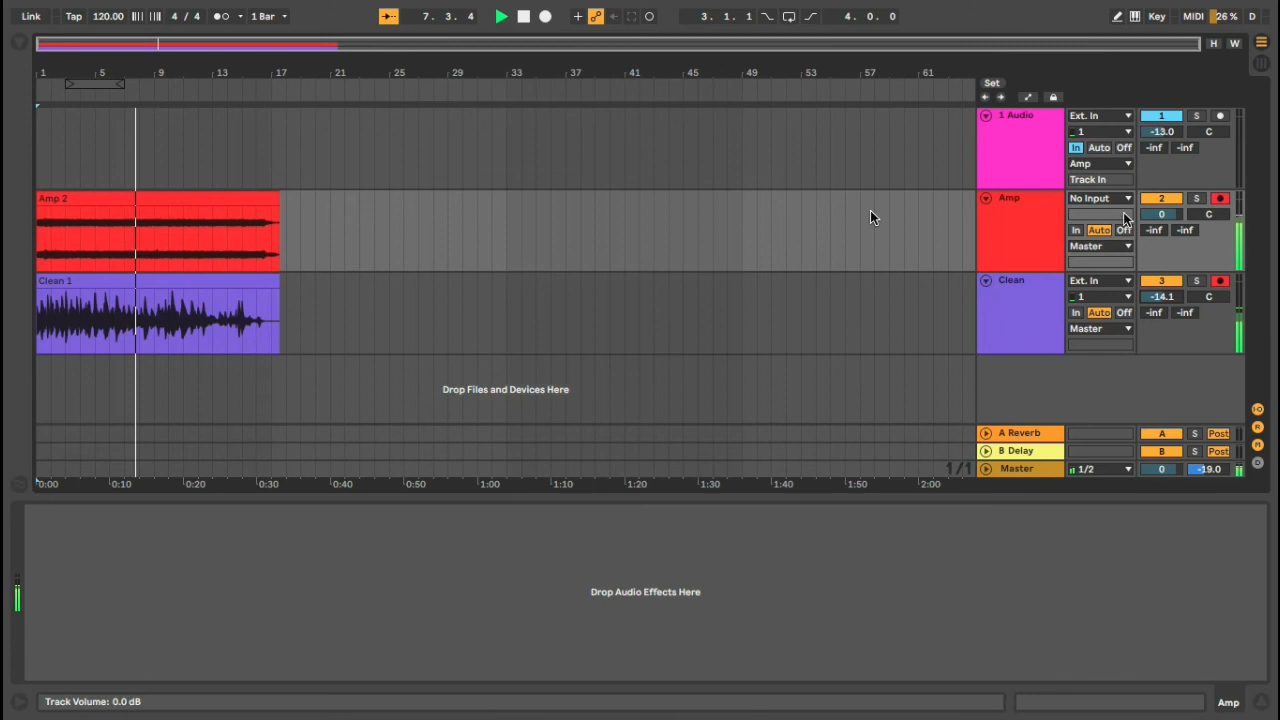 Link Tap 120.00 4 / 4 1 Bar 7. 3. 4 3. 1. 1 4. 0. 0 Key MIDI 26 % D
H W
1 5 9 13 17 21 25 29 33 37 41 45 49 53 57 61
Set
1 Audio Ext. In 1 S
1 -13.0 C
In Auto Off -inf -inf
Amp
Track In
Amp 2 Amp No Input 2 S
0 C
In Auto Off -inf -inf
Master
Clean 1 Clean Ext. In 3 S
1 -14.1 C
In Auto Off -inf -inf
Master
Drop Files and Devices Here
A Reverb A S Post
B Delay B S Post
1/1 Master 1/2 0 -19.0
0:00 0:10 0:20 0:30 0:40 0:50 1:00 1:10 1:20 1:30 1:40 1:50 2:00
Drop Audio Effects Here
Track Volume: 0.0 dB Amp